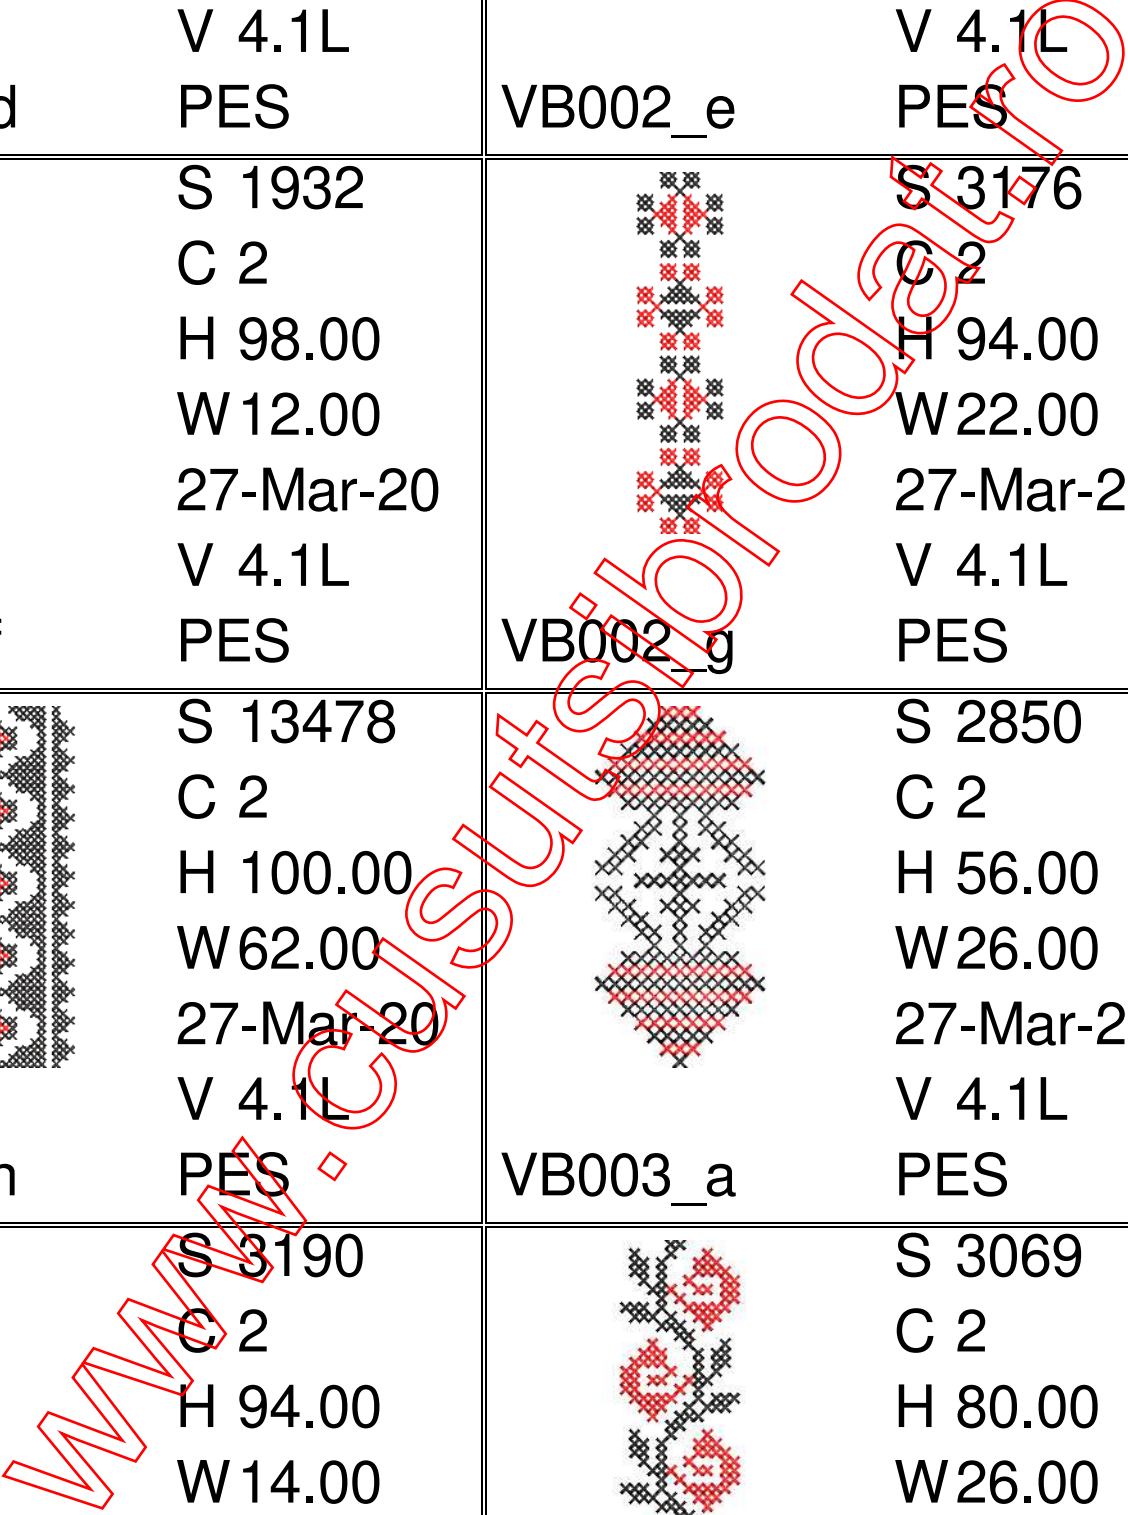 V 4.1L
d PES
V 4.1L
VB002_e PES
S 1932
C 2
H 98.00
W 12.00
27-Mar-20
V 4.1L
PES
S 3176
C 2
H 94.00
W 22.00
27-Mar-2
V 4.1L
VB002_g PES
S 13478
C 2
H 100.00
W 62.00
27-Mar-20
V 4.1L
PES
S 2850
C 2
H 56.00
W 26.00
27-Mar-2
V 4.1L
VB003_a PES
S 3190
C 2
H 94.00
W 14.00
S 3069
C 2
H 80.00
W 26.00
www.cusutsibrodat.ro